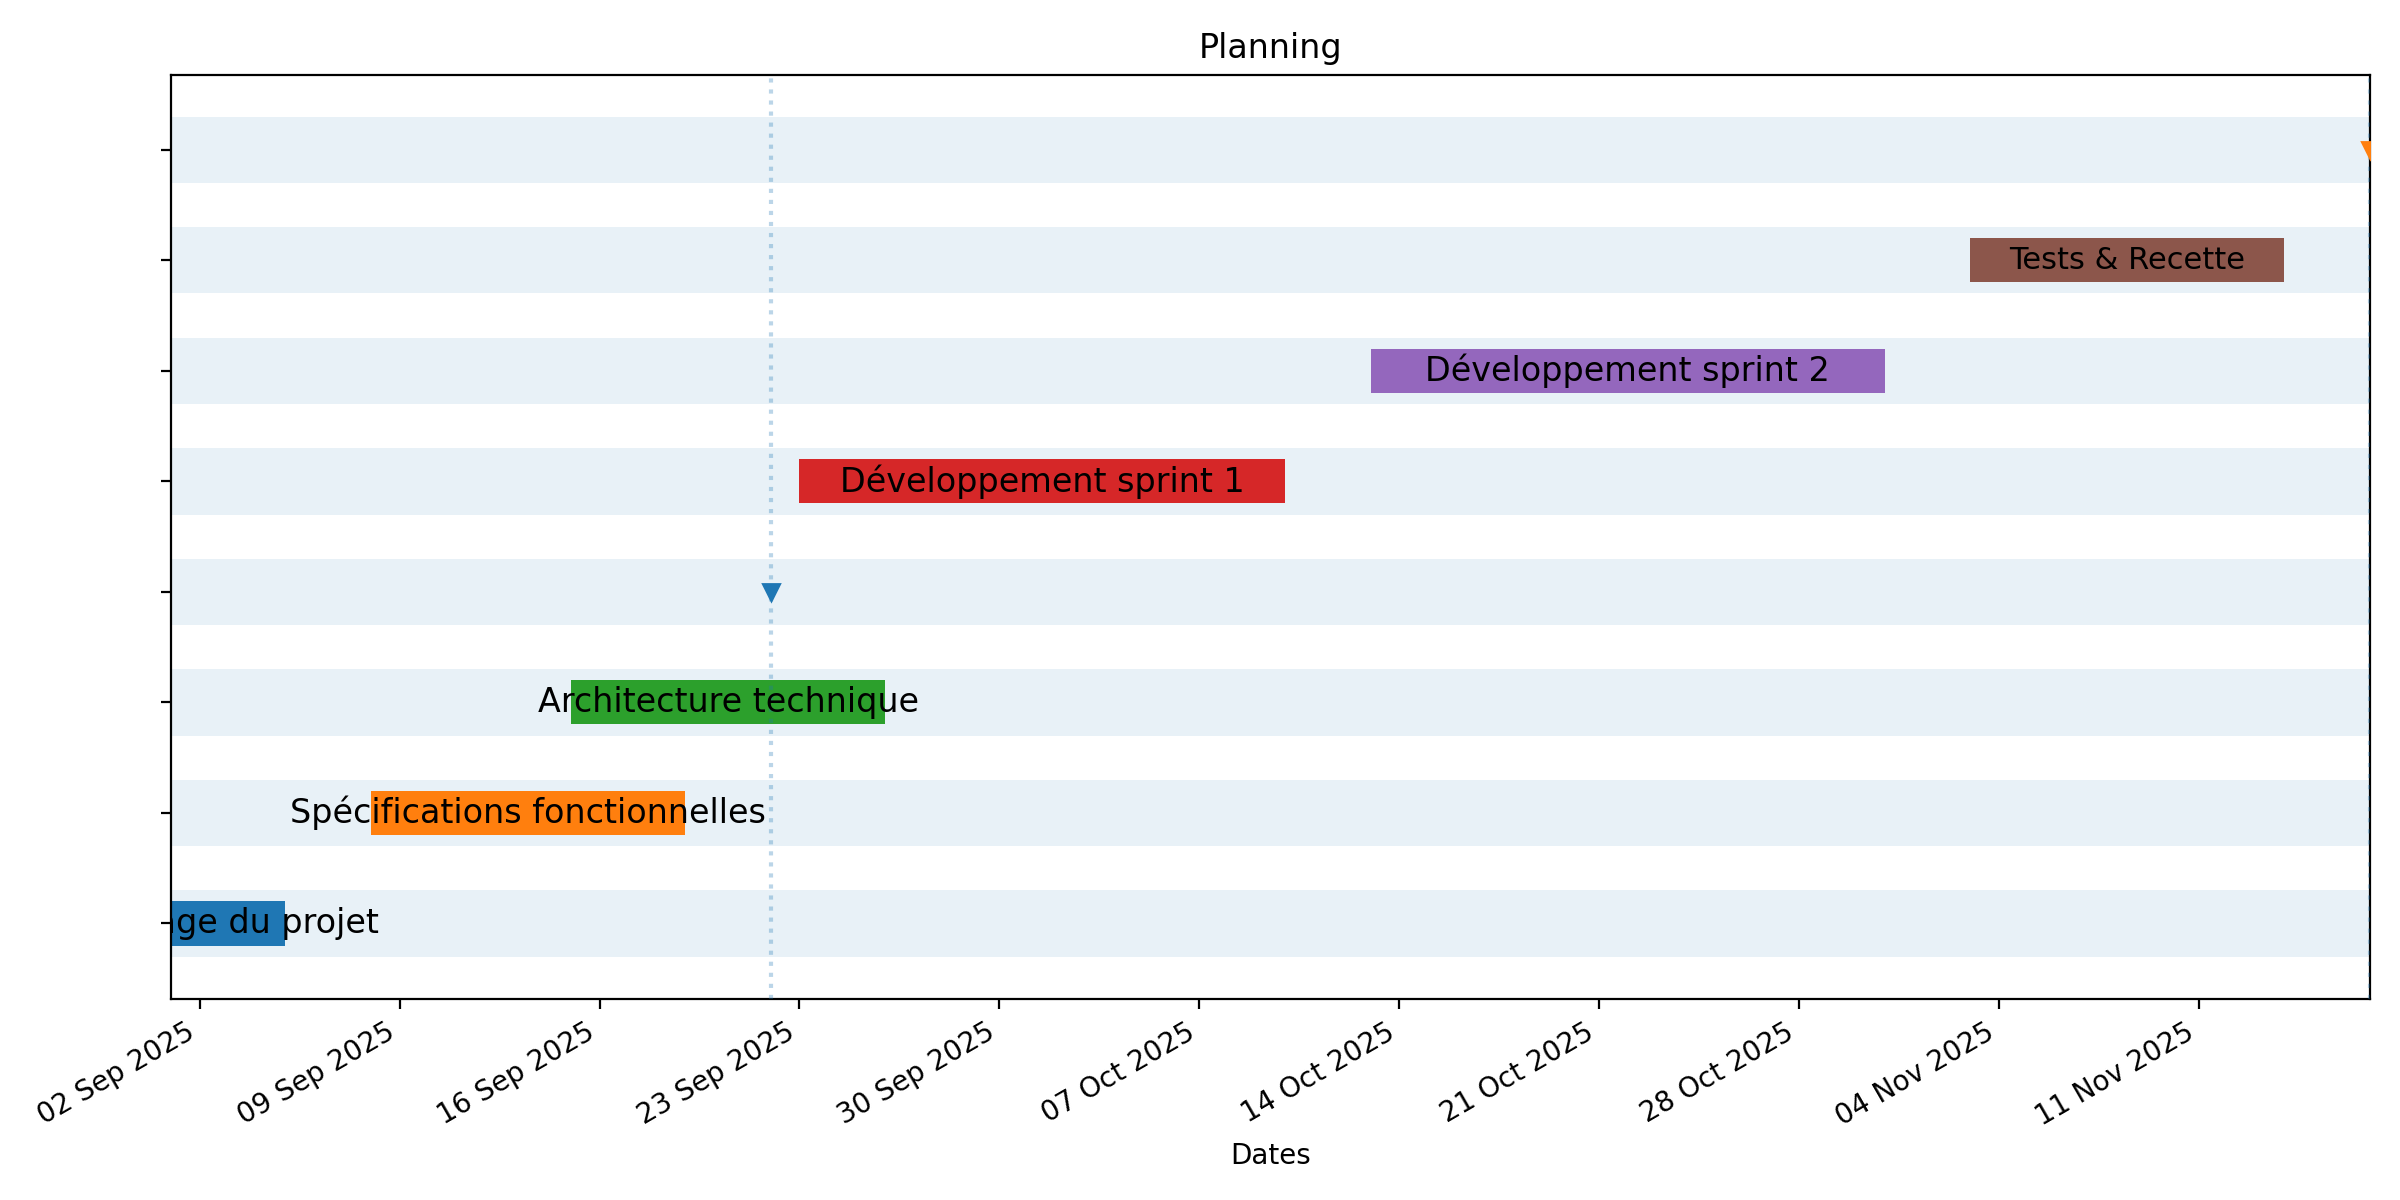 Planning
Tests & Recette
Développement sprint 2
Développement sprint 1
Architecture technique
Spécifications fonctionnelles
ge du projet
02 Sep 2025
09 Sep 2025
16 Sep 2025
23 Sep 2025
30 Sep 2025
07 Oct 2025
14 Oct 2025
21 Oct 2025
28 Oct 2025
04 Nov 2025
11 Nov 2025
Dates